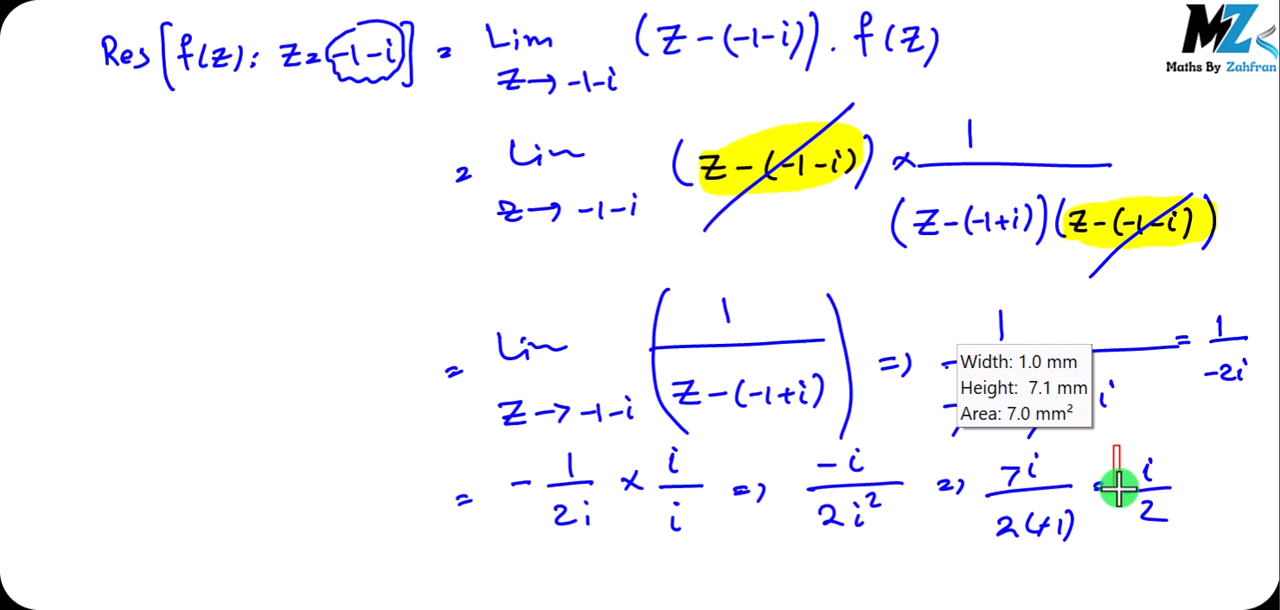 Res [f(z): z=-1-i] = Lim (z-(-1-i)). f(z)
z→-1-i
MZ
Maths By Zahfran
= Lim (z-(-1-i)) × 1
z→-1-i (z-(-1+i))(z-(-1-i))
= Lim ( 1 / z-(-1+i) ) => 1 = 1 / -2i
z→-1-i
Width: 1.0 mm
Height: 7.1 mm
Area: 7.0 mm²
= - 1/2i × i/i => -i / 2i² => -i / 2(-1) = i/2